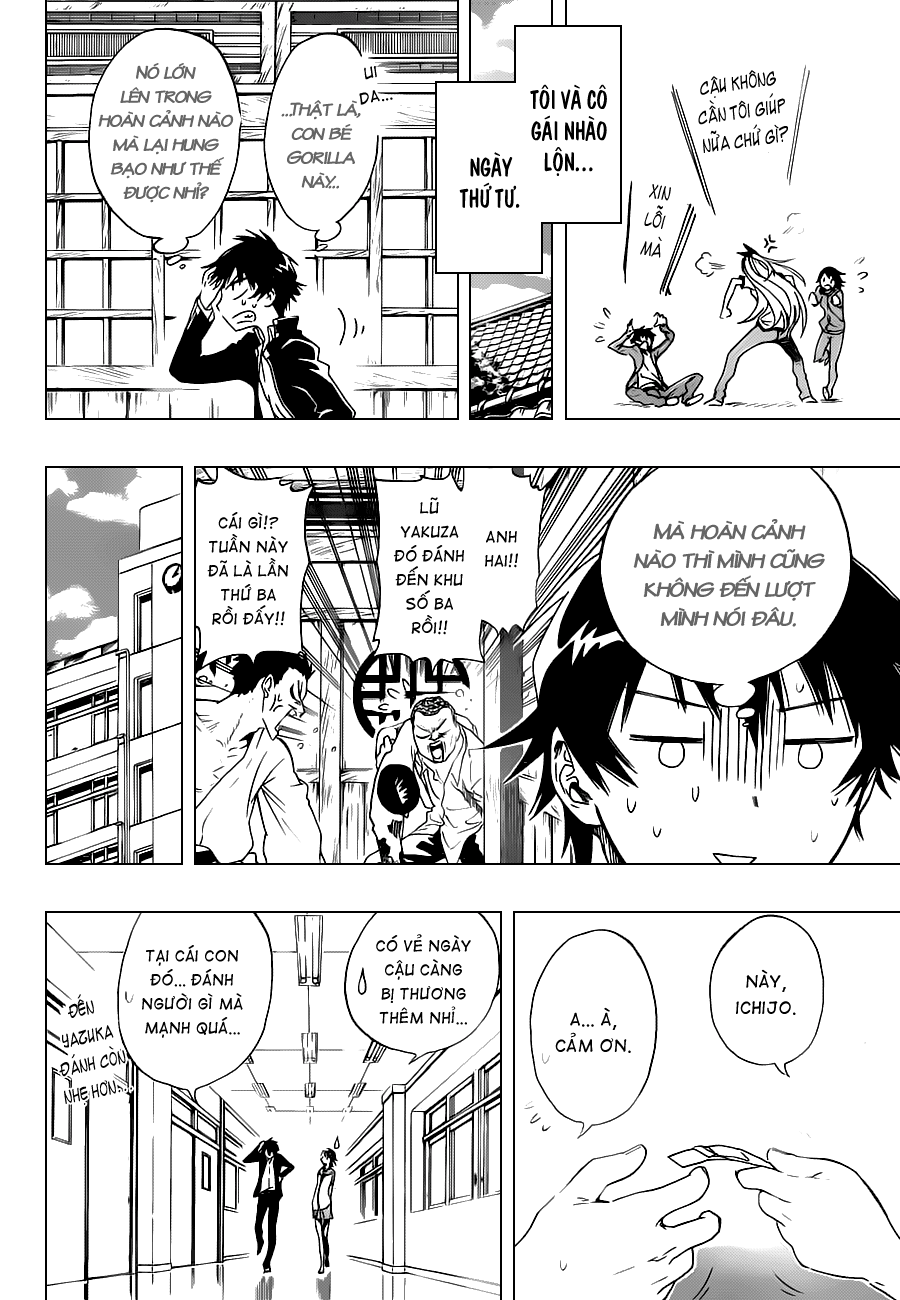 CẬU KHÔNG
CẦN TÔI GIÚP
NỮA CHỨ GÌ?
XIN
LỖI
MÀ
TÔI VÀ CÔ
GÁI NHÀO
LỘN...
NGÀY
THỨ TƯ.
UI
DA...
...THẬT LÀ,
CON BÉ
GORILLA
NÀY...
NÓ LỚN
LÊN TRONG
HOÀN CẢNH NÀO
MÀ LẠI HUNG
BẠO NHƯ THẾ
ĐƯỢC NHỈ?
MÀ HOÀN CẢNH
NÀO THÌ MÌNH CŨNG
KHÔNG ĐẾN LƯỢT
MÌNH NÓI ĐÂU.
ANH
HAI!!
LŨ
YAKUZA
ĐÓ ĐÁNH
ĐẾN KHU
SỐ BA
RỒI!!
CÁI GÌ!?
TUẦN NÀY
ĐÃ LÀ LẦN
THỨ BA
RỒI ĐẤY!!
NÀY,
ICHIJO.
A... À,
CẢM ƠN.
CÓ VẺ NGÀY
CẬU CÀNG
BỊ THƯƠNG
THÊM NHỈ...
TẠI CÁI CON
ĐÓ... ĐÁNH
NGƯỜI GÌ MÀ
MẠNH QUÁ...
ĐẾN
YAZUKA
ĐÁNH CÒN
NHẸ HƠN...